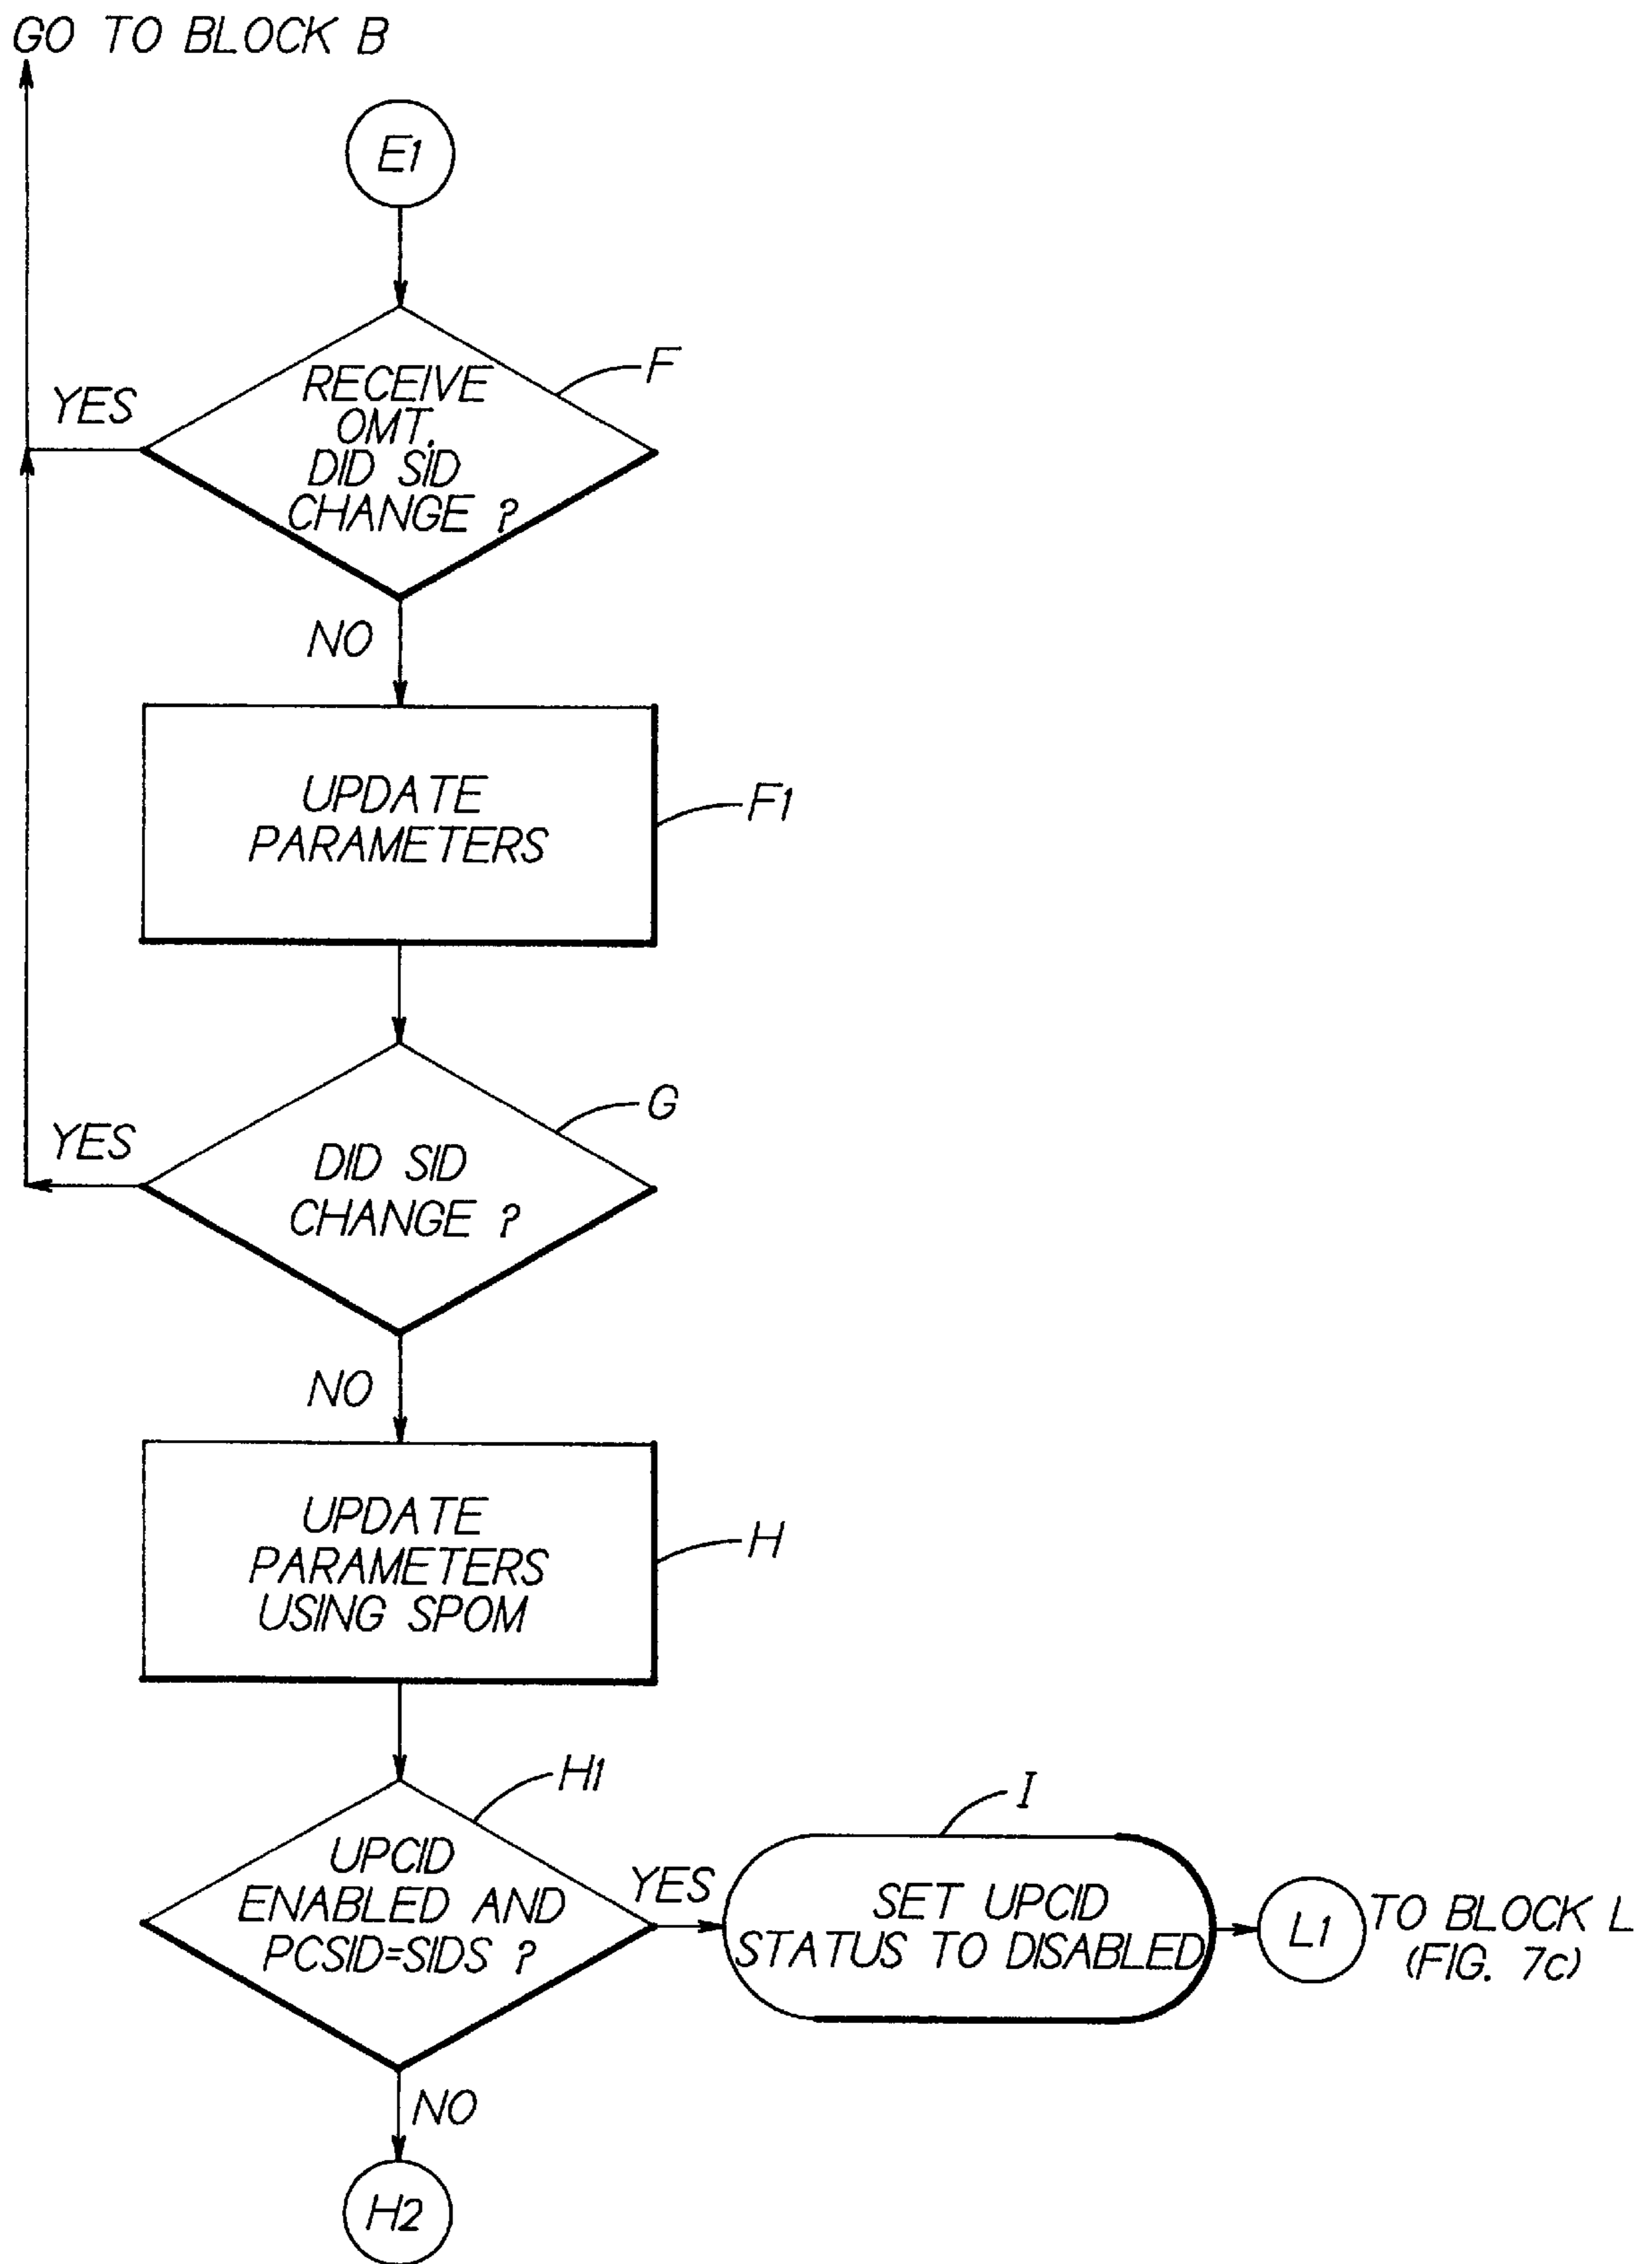 GO TO BLOCK B
E1
F
RECEIVE
OMT.
DID SID
CHANGE ?
YES
NO
F1
UPDATE
PARAMETERS
G
YES
DID SID
CHANGE ?
NO
UPDATE
PARAMETERS
USING SPOM
H
H1
I
UPCID
ENABLED AND
PCSID=SIDS ?
YES
SET UPCID
STATUS TO DISABLED
L1
TO BLOCK L
(FIG. 7c)
NO
H2